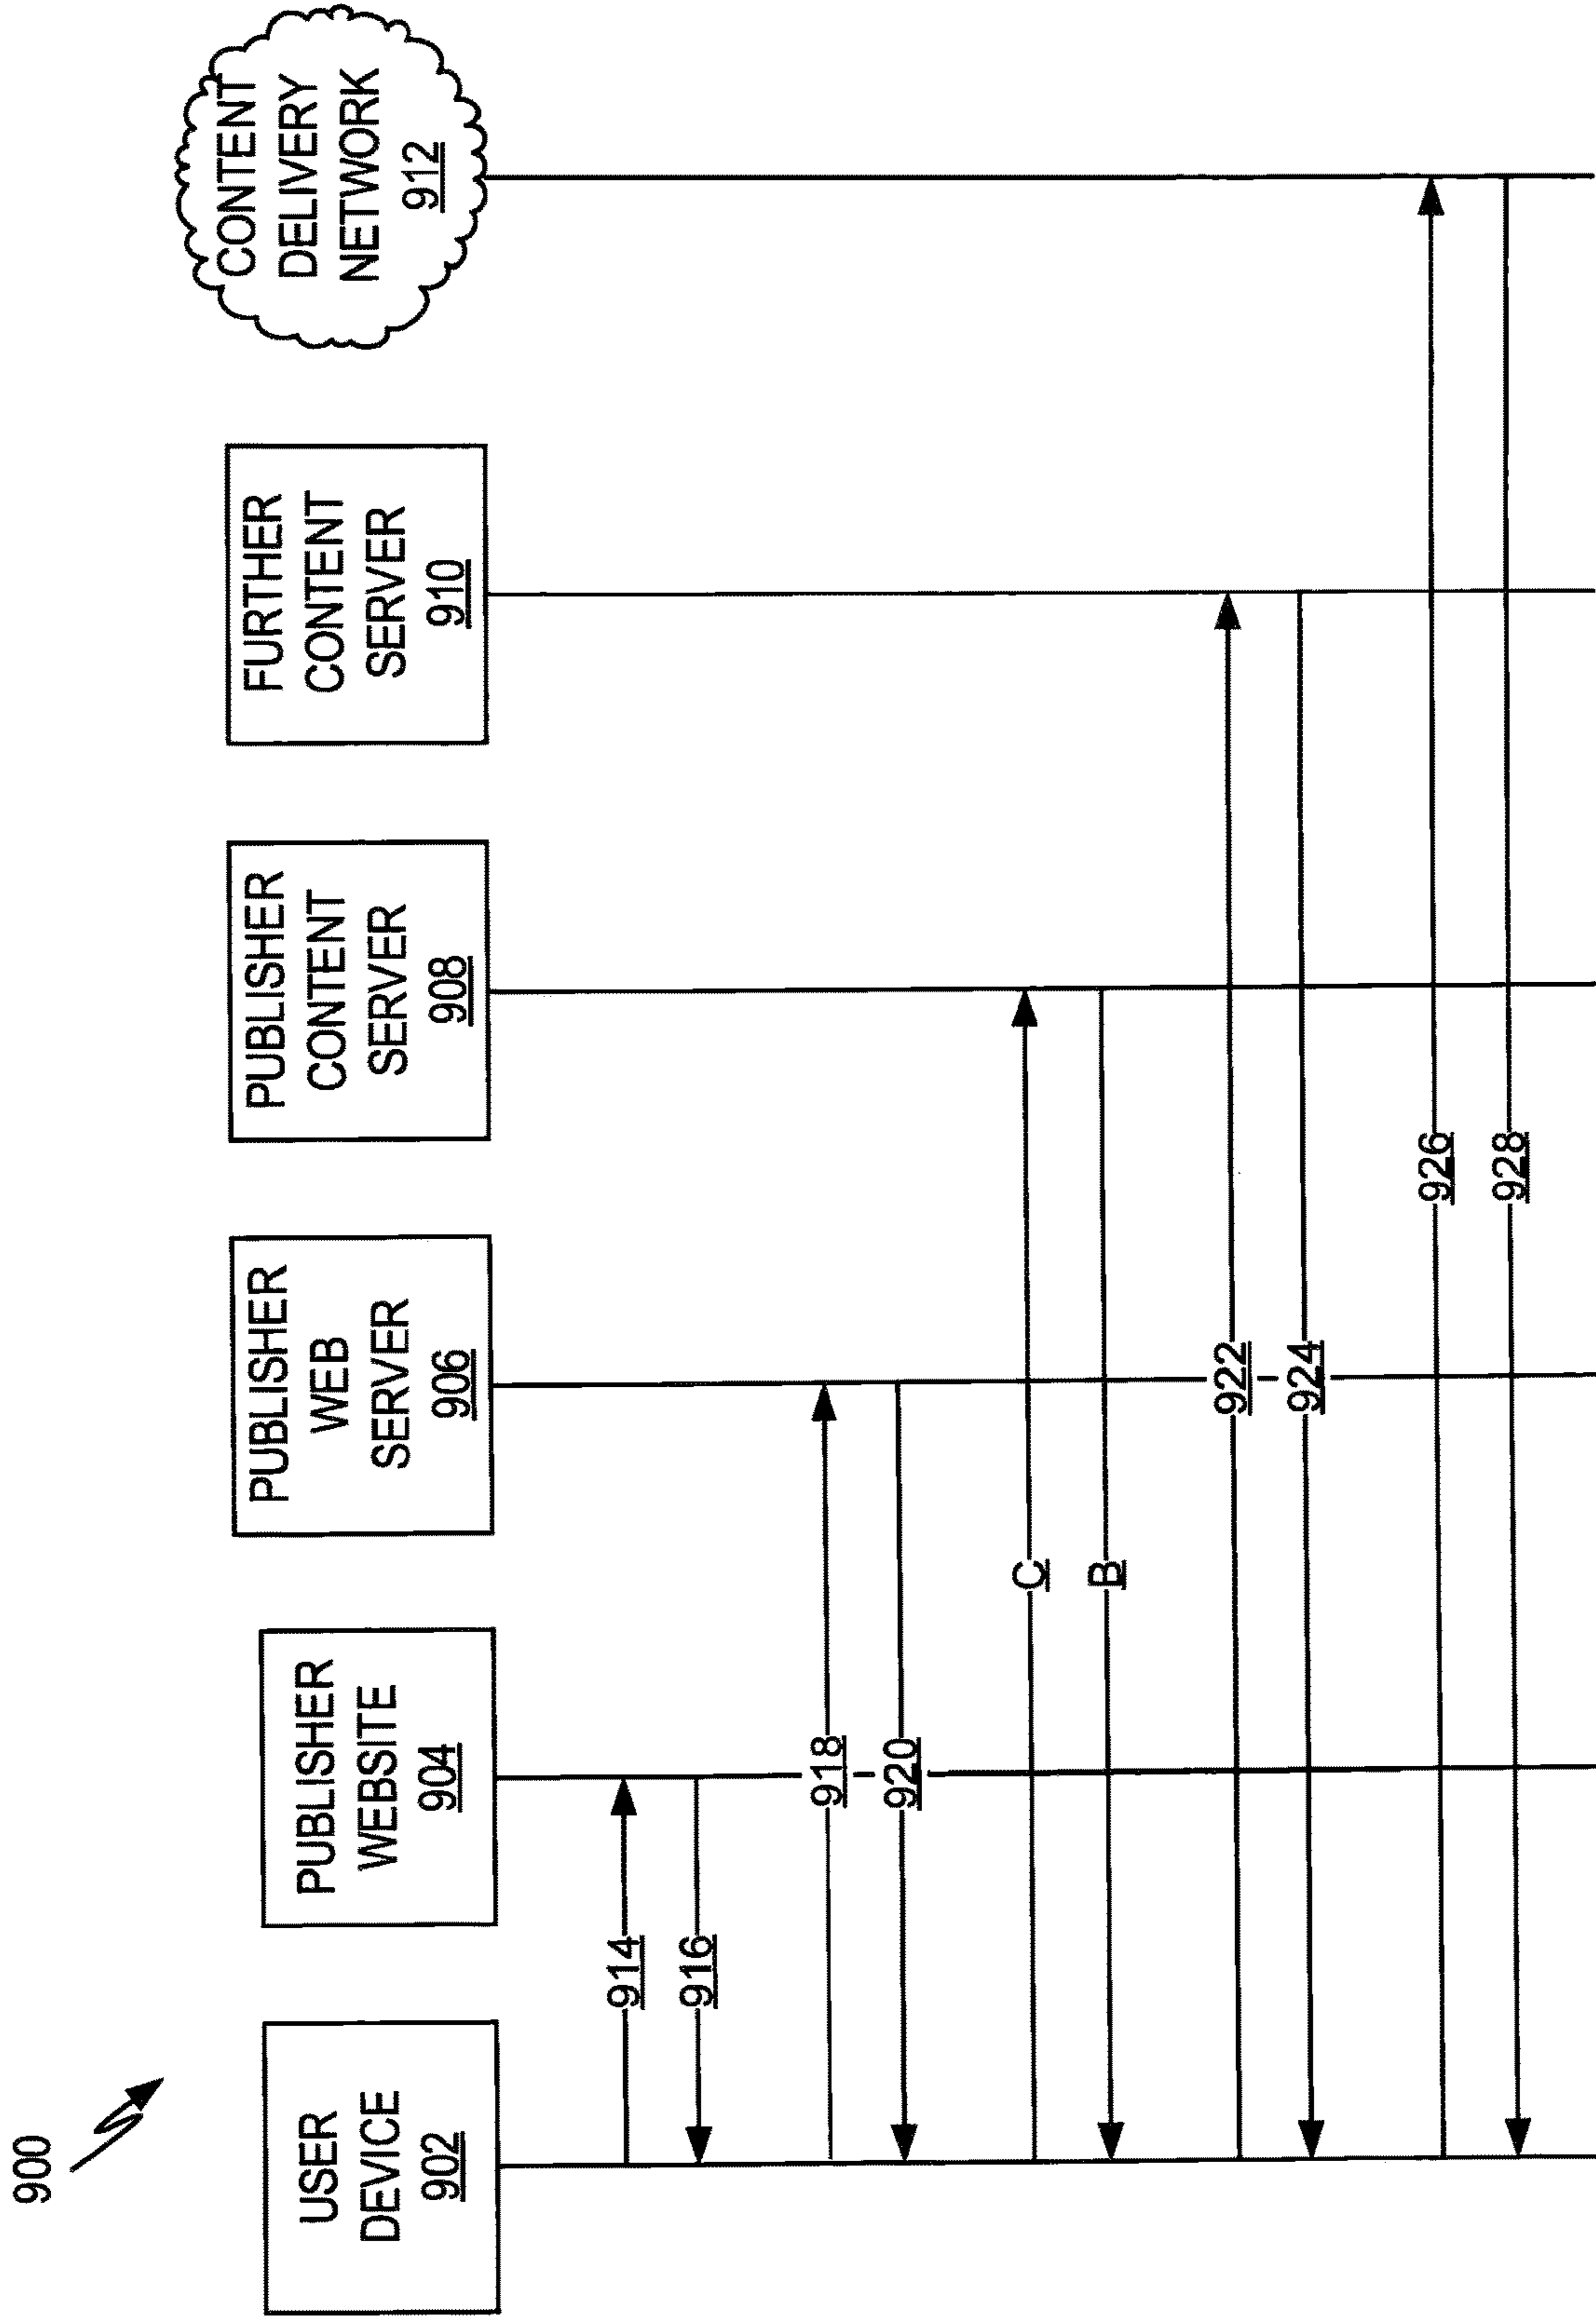 900
USER
DEVICE
902
PUBLISHER
WEBSITE
904
PUBLISHER
WEB
SERVER
906
PUBLISHER
CONTENT
SERVER
908
FURTHER
CONTENT
SERVER
910
CONTENT
DELIVERY
NETWORK
912
914
916
918
920
C
B
922
924
926
928